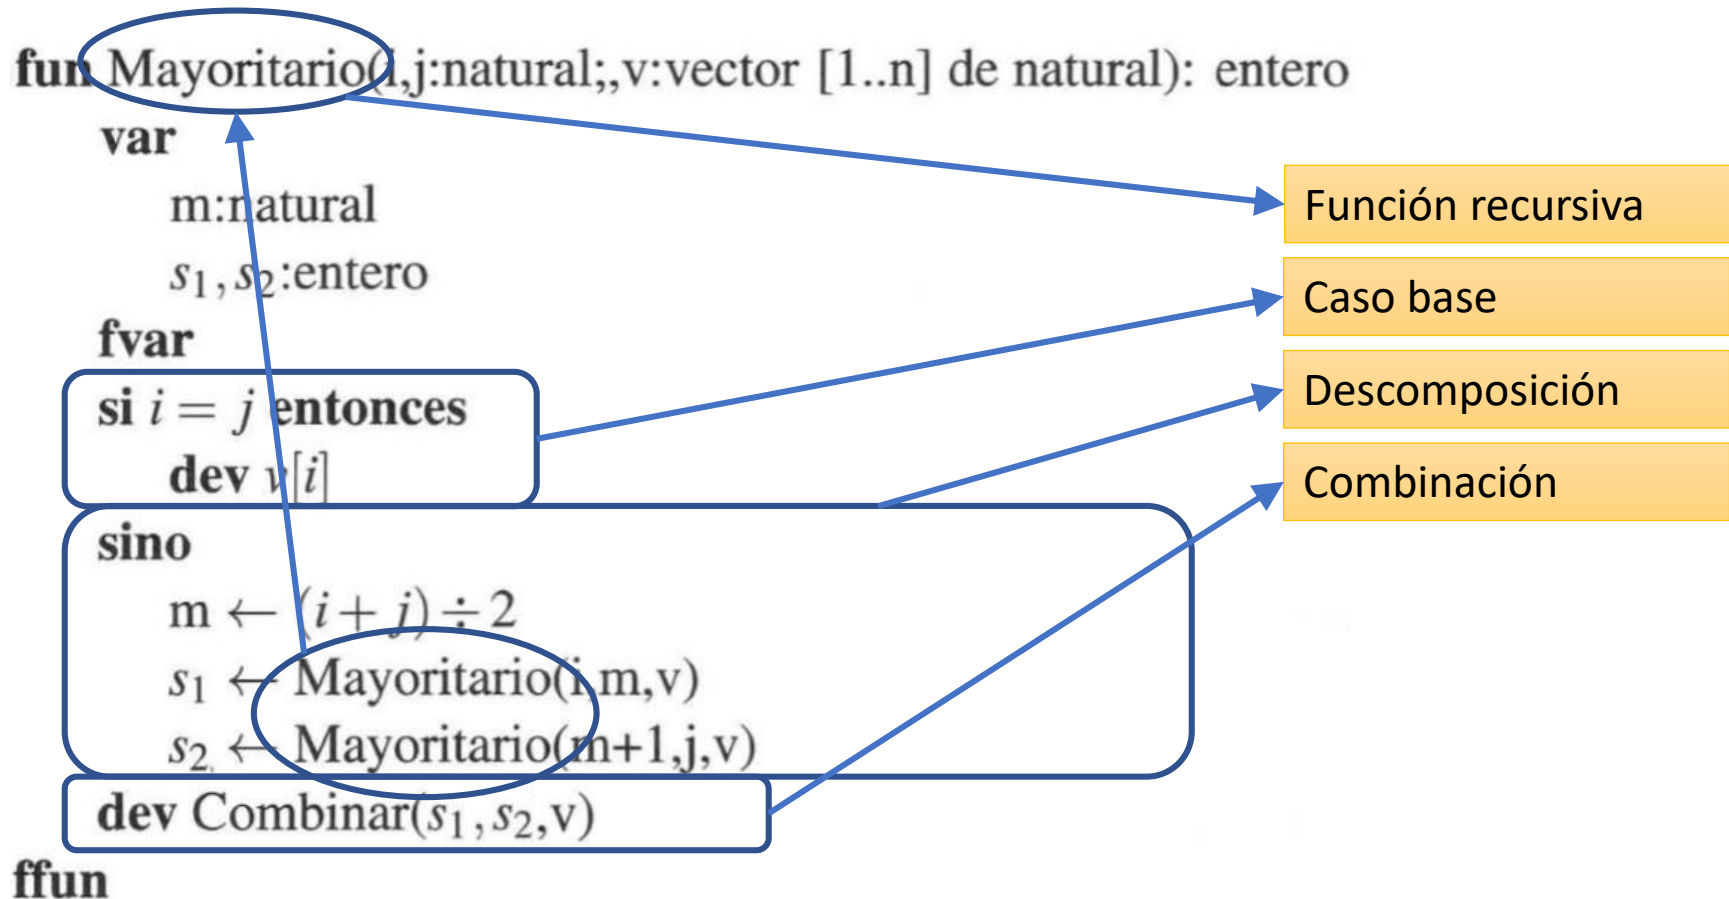 fun Mayoritario(i,j:natural;,v:vector [1..n] de natural): entero
var
m:natural
s₁, s₂:entero
fvar
si i = j entonces
dev v[i]
sino
m ← (i + j) ÷ 2
s₁ ← Mayoritario(i,m,v)
s₂ ← Mayoritario(m+1,j,v)
dev Combinar(s₁, s₂,v)
ffun
Función recursiva
Caso base
Descomposición
Combinación